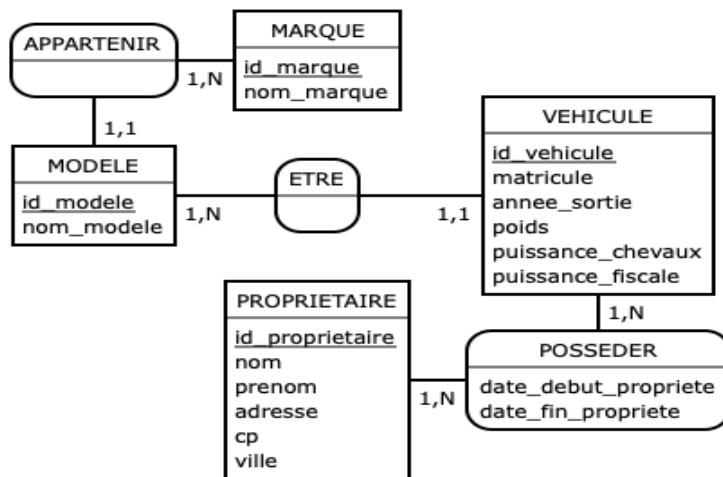 APPARTENIR
MARQUE
id_marque
nom_marque
1,N
1,1
MODELE
id_modele
nom_modele
1,N
ETRE
1,1
VEHICULE
id_vehicule
matricule
annee_sortie
poids
puissance_chevaux
puissance_fiscale
1,N
PROPRIETAIRE
id_proprietaire
nom
prenom
adresse
cp
ville
1,N
POSSEDER
date_debut_propriete
date_fin_propriete